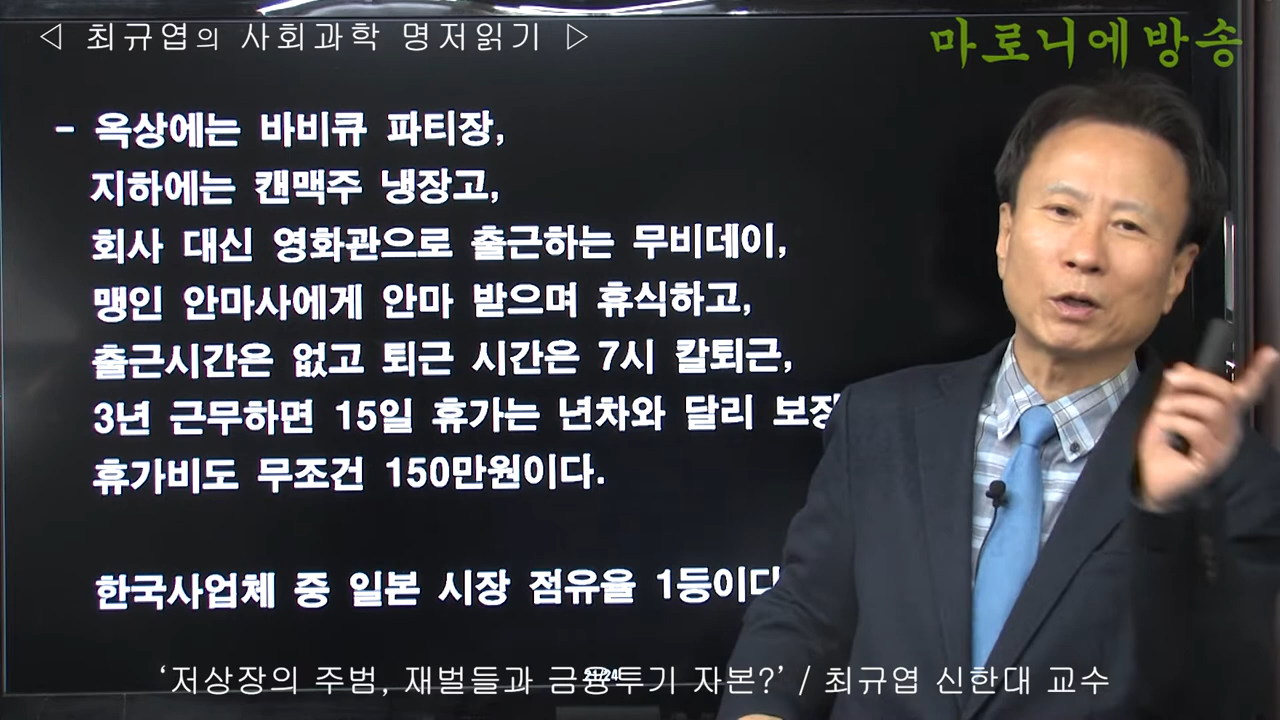 ◁ 최규엽의 사회과학 명저읽기 ▷
마로니에방송
- 옥상에는 바비큐 파티장,
지하에는 캔맥주 냉장고,
회사 대신 영화관으로 출근하는 무비데이,
맹인 안마사에게 안마 받으며 휴식하고,
출근시간은 없고 퇴근 시간은 7시 칼퇴근,
3년 근무하면 15일 휴가는 년차와 달리 보장
휴가비도 무조건 150만원이다.
한국사업체 중 일본 시장 점유율 1등이다
‘저상장의 주범, 재벌들과 금융투기 자본?’ / 최규엽 신한대 교수